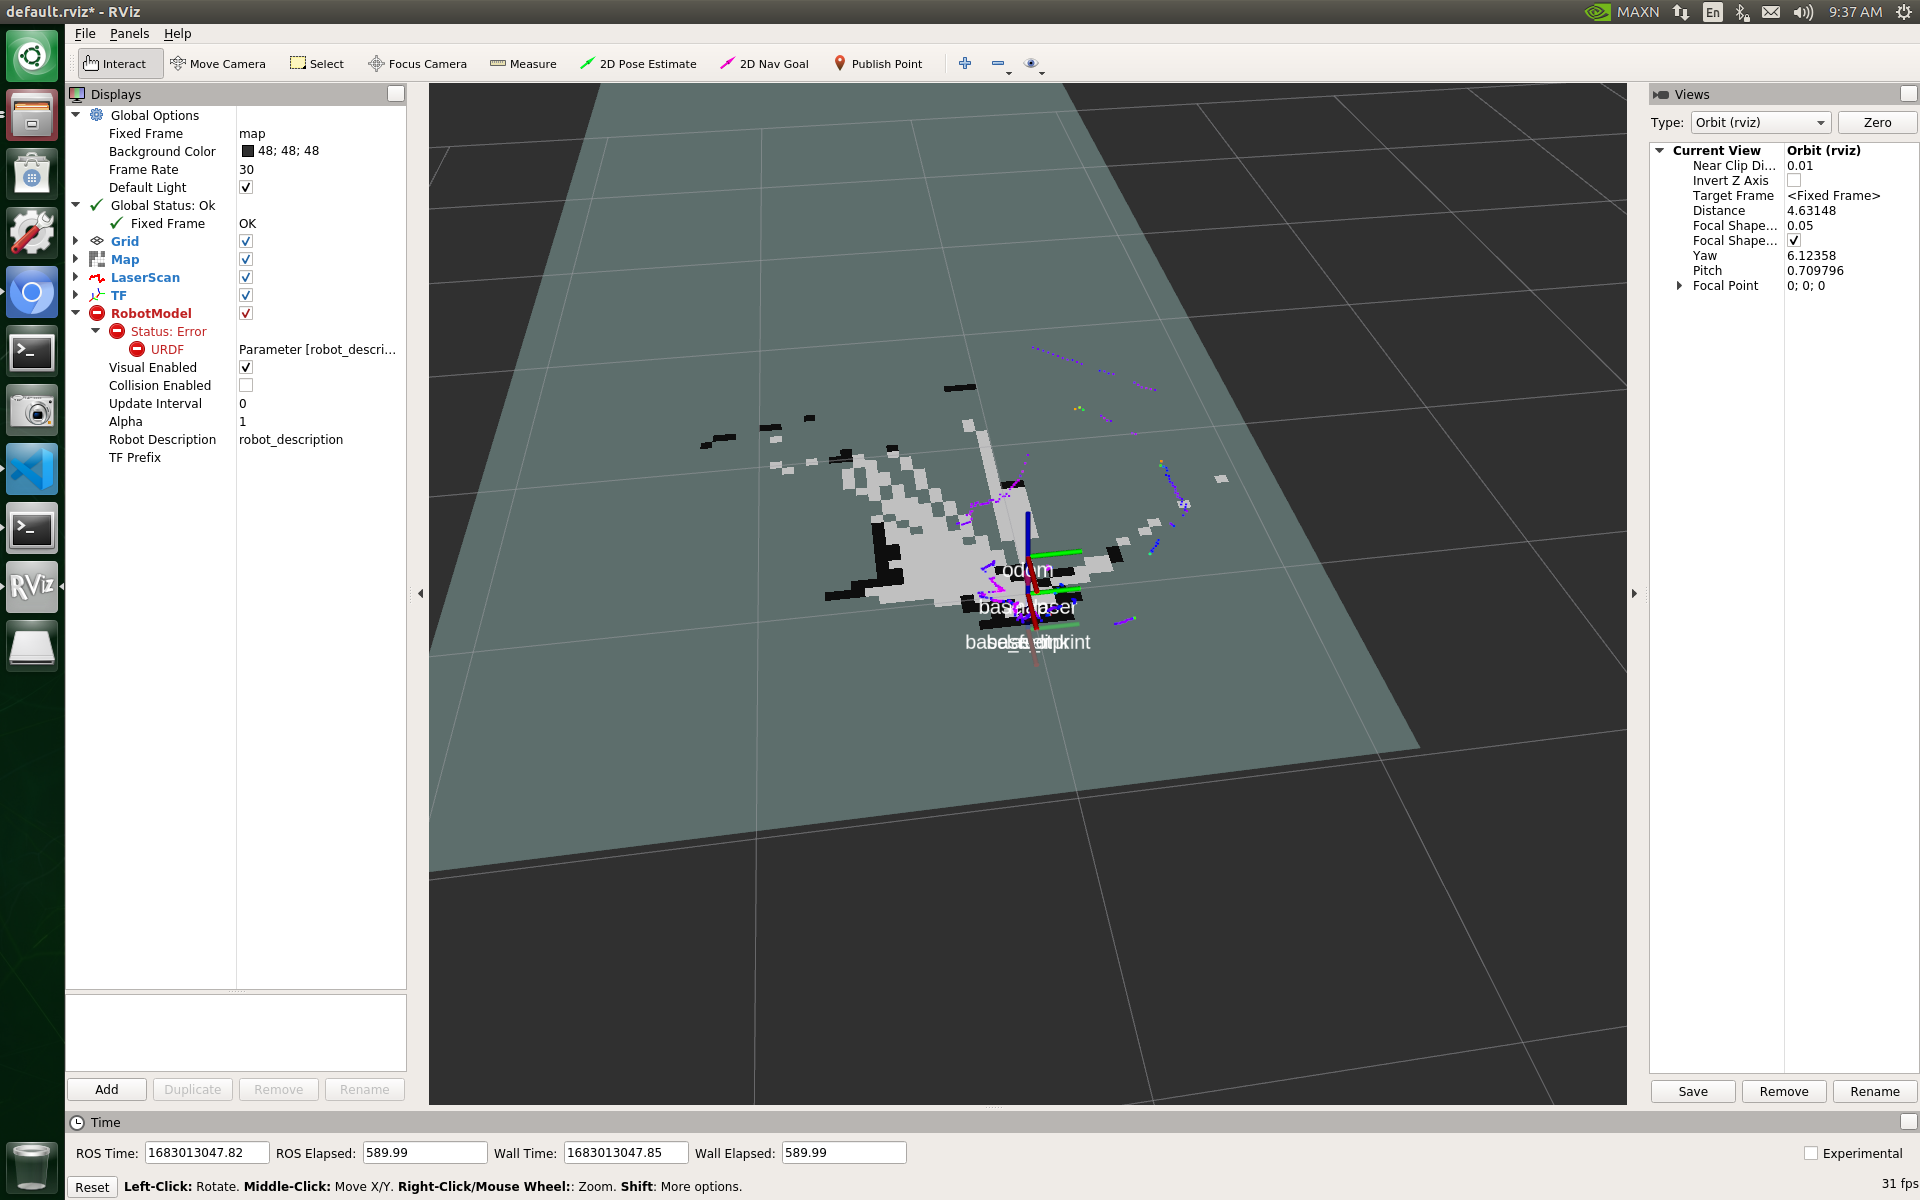 default.rviz* - RViz
MAXN En 9:37 AM
File Panels Help
Interact Move Camera Select Focus Camera Measure 2D Pose Estimate 2D Nav Goal Publish Point
Displays
Global Options
Fixed Frame map
Background Color 48; 48; 48
Frame Rate 30
Default Light
Global Status: Ok
Fixed Frame OK
Grid
Map
LaserScan
TF
RobotModel
Status: Error
URDF Parameter [robot_descri...
Visual Enabled
Collision Enabled
Update Interval 0
Alpha 1
Robot Description robot_description
TF Prefix
Add Duplicate Remove Rename
RViz
odom
Views
Type: Orbit (rviz) Zero
Current View Orbit (rviz)
Near Clip Di... 0.01
Invert Z Axis
Target Frame <Fixed Frame>
Distance 4.63148
Focal Shape... 0.05
Focal Shape...
Yaw 6.12358
Pitch 0.709796
Focal Point 0; 0; 0
Save Remove Rename
Time
ROS Time: 1683013047.82 ROS Elapsed: 589.99 Wall Time: 1683013047.85 Wall Elapsed: 589.99 Experimental
Reset Left-Click: Rotate. Middle-Click: Move X/Y. Right-Click/Mouse Wheel:: Zoom. Shift: More options. 31 fps